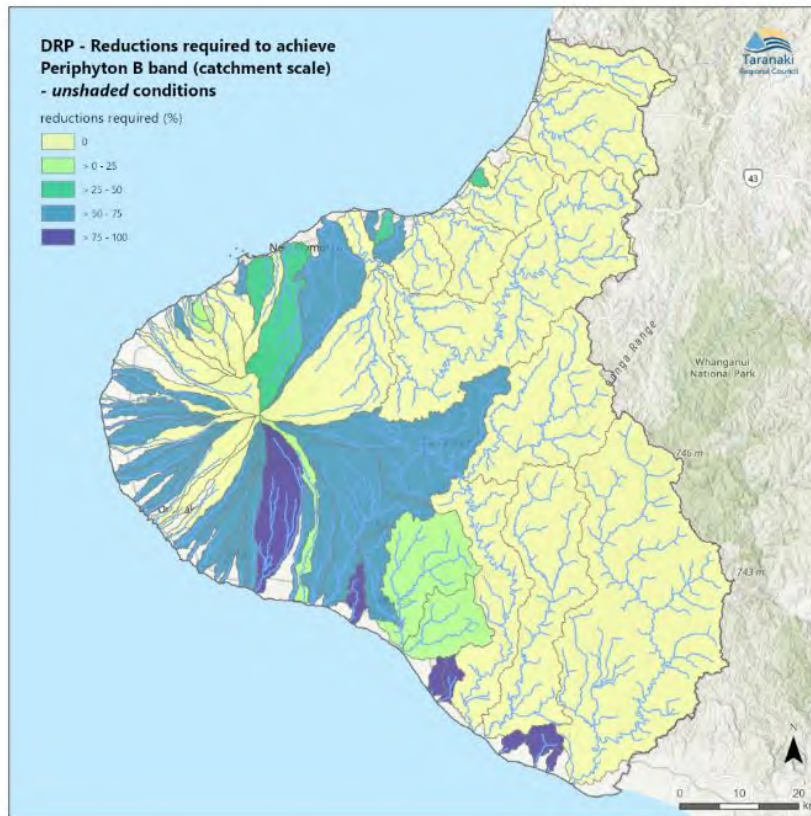 DRP - Reductions required to achieve
Periphyton B band (catchment scale)
- unshaded conditions
reductions required (%)
0
> 0 - 25
> 25 - 50
> 50 - 75
> 75 - 100
Taranaki
Regional Council
43
Whanganui
National Park
Range
746 m
743 m
N
0 10 20